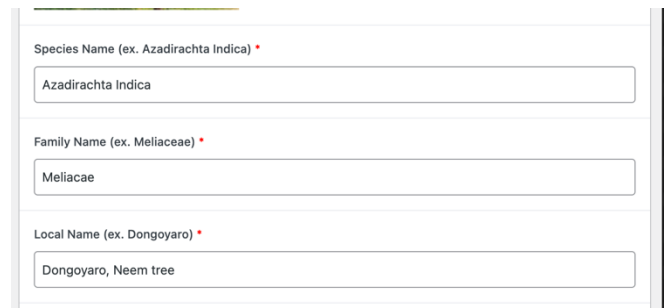 Species Name (ex. Azadirachta Indica) *
Azadirachta Indica
Family Name (ex. Meliaceae) *
Meliacae
Local Name (ex. Dongoyaro) *
Dongoyaro, Neem tree